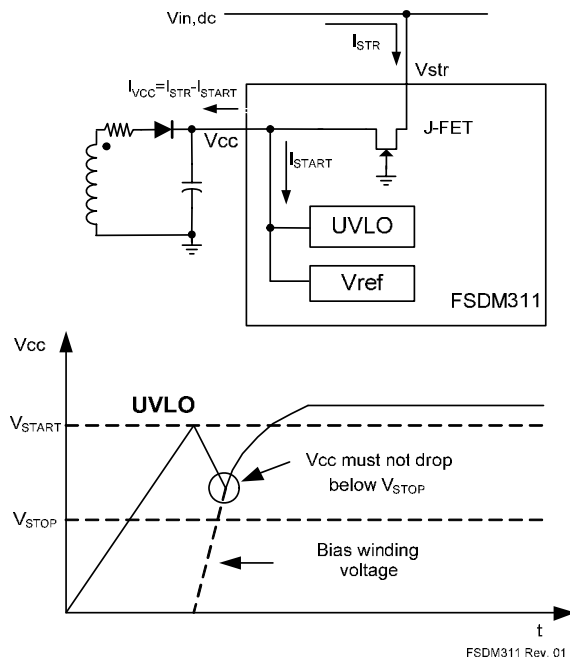 Vin,dc
ISTR
Vstr
IVCC=ISTR-ISTART
J-FET
Vcc
ISTART
UVLO
Vref
FSDM311
Vcc
UVLO
VSTART
Vcc must not drop
below VSTOP
VSTOP
Bias winding
voltage
t
FSDM311 Rev. 01